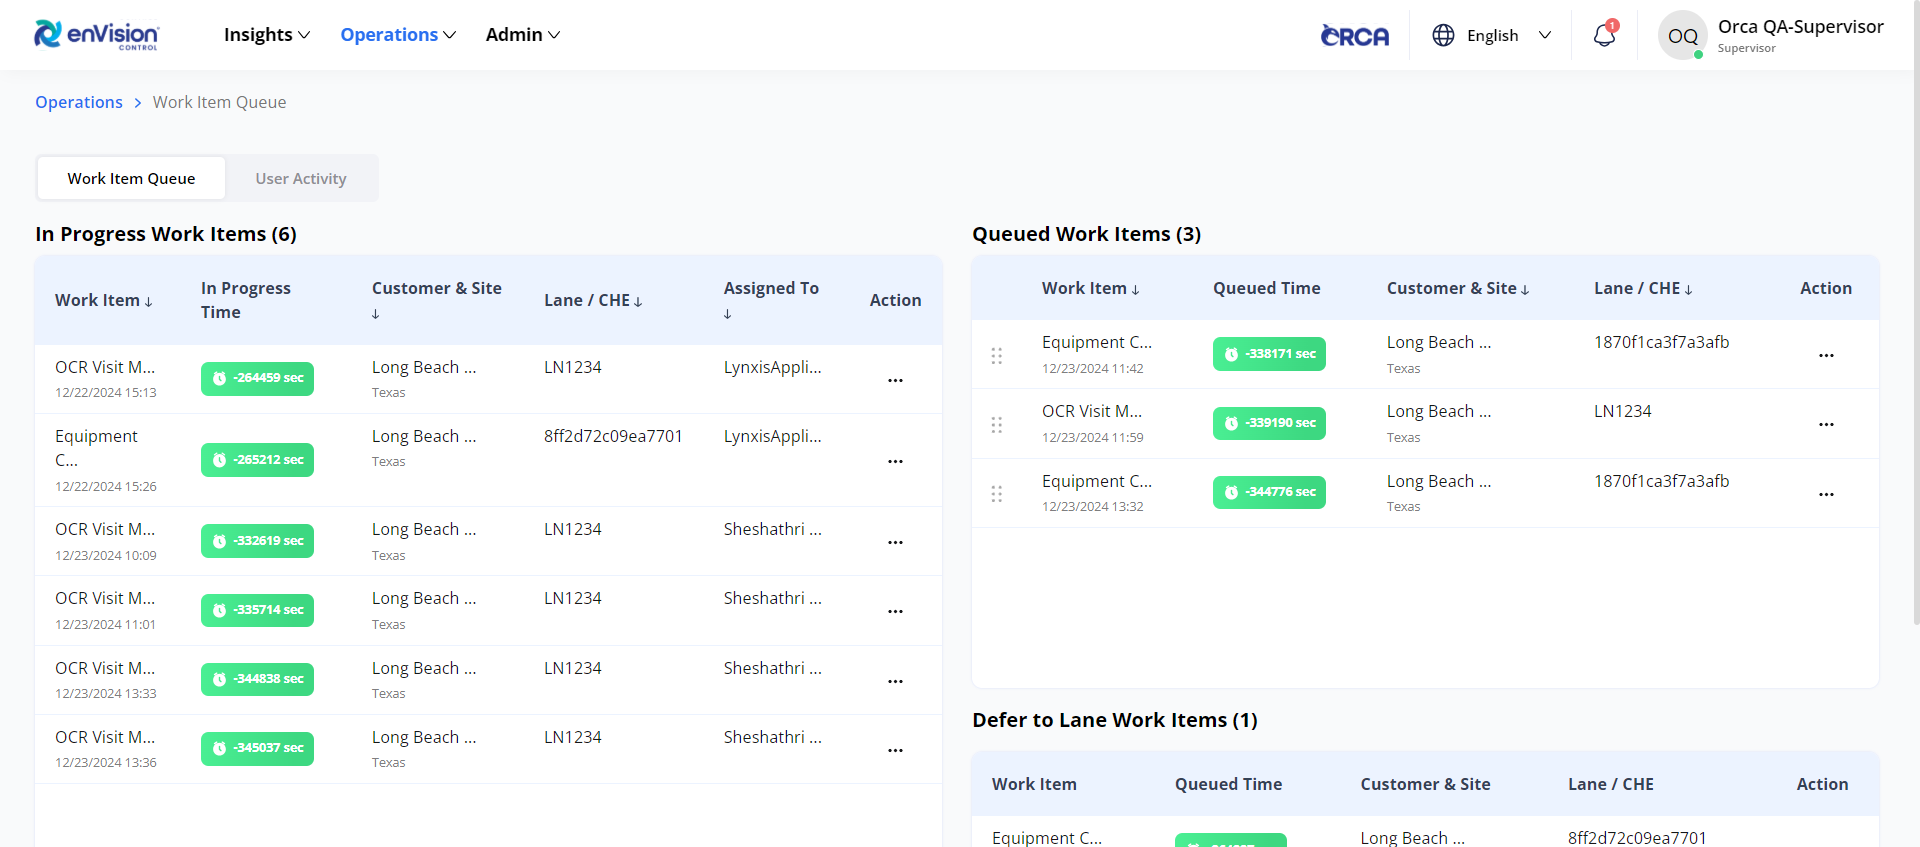 enVision
CONTROL
Insights
Operations
Admin
ORCA
English
1
OQ
Orca QA-Supervisor
Supervisor
Operations > Work Item Queue
Work Item Queue
User Activity
In Progress Work Items (6)
Work Item ↓
In Progress Time
Customer & Site ↓
Lane / CHE ↓
Assigned To ↓
Action
OCR Visit M... -264459 sec Long Beach ... LN1234 LynxisAppli... ...
12/22/2024 15:13 Texas
Equipment C... -265212 sec Long Beach ... 8ff2d72c09ea7701 LynxisAppli... ...
12/22/2024 15:26 Texas
OCR Visit M... -332619 sec Long Beach ... LN1234 Sheshathri ... ...
12/23/2024 10:09 Texas
OCR Visit M... -335714 sec Long Beach ... LN1234 Sheshathri ... ...
12/23/2024 11:01 Texas
OCR Visit M... -344838 sec Long Beach ... LN1234 Sheshathri ... ...
12/23/2024 13:33 Texas
OCR Visit M... -345037 sec Long Beach ... LN1234 Sheshathri ... ...
12/23/2024 13:36 Texas
Queued Work Items (3)
Work Item ↓ Queued Time Customer & Site ↓ Lane / CHE ↓ Action
Equipment C... -338171 sec Long Beach ... 1870f1ca3f7a3afb ...
12/23/2024 11:42 Texas
OCR Visit M... -339190 sec Long Beach ... LN1234 ...
12/23/2024 11:59 Texas
Equipment C... -344776 sec Long Beach ... 1870f1ca3f7a3afb ...
12/23/2024 13:32 Texas
Defer to Lane Work Items (1)
Work Item Queued Time Customer & Site Lane / CHE Action
Equipment C... Long Beach ... 8ff2d72c09ea7701